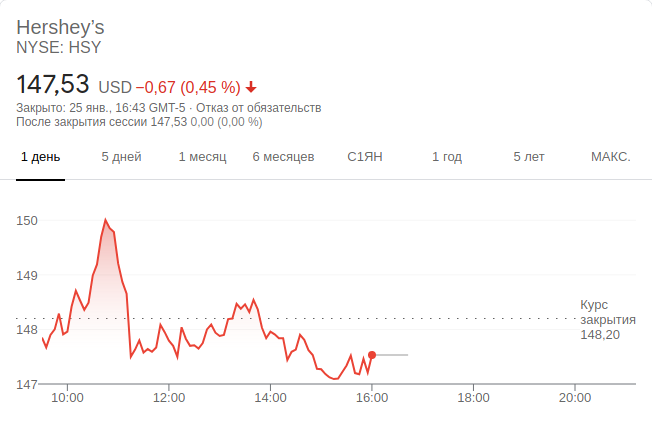 Hershey’s
NYSE: HSY
147,53 USD −0,67 (0,45 %)
Закрыто: 25 янв., 16:43 GMT-5 · Отказ от обязательств
После закрытия сессии 147,53 0,00 (0,00 %)
1 день 5 дней 1 месяц 6 месяцев С1ЯН 1 год 5 лет МАКС.
150
149
Курс
закрытия
148,20
148
147
10:00 12:00 14:00 16:00 18:00 20:00